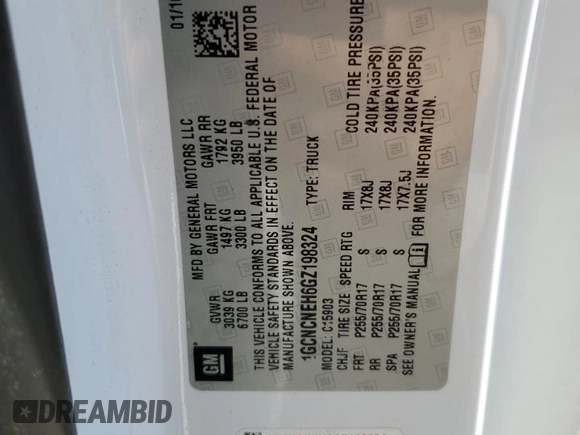 01/16
MFD BY GENERAL MOTORS LLC
GVWR GAWR FRT GAWR RR
3039 KG 1497 KG 1792 KG
6700 LB 3300 LB 3950 LB
THIS VEHICLE CONFORMS TO ALL APPLICABLE U.S. FEDERAL MOTOR
VEHICLE SAFETY STANDARDS IN EFFECT ON THE DATE OF
MANUFACTURE SHOWN ABOVE.
1GCNCNEH6GZ198324 TYPE: TRUCK
MODEL: C15903
CHJF TIRE SIZE SPEED RTG RIM COLD TIRE PRESSURE
FRT P255/70R17 S 17X8J 240KPA(35PSI)
RR P255/70R17 S 17X8J 240KPA(35PSI)
SPA P255/70R17 S 17X7.5J 240KPA(35PSI)
SEE OWNER'S MANUAL FOR MORE INFORMATION.
GM
DREAMBID